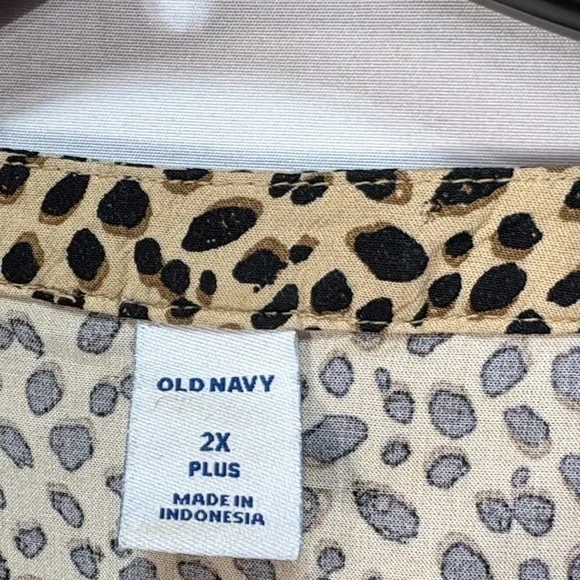 OLD NAVY
2X
PLUS
MADE IN
INDONESIA